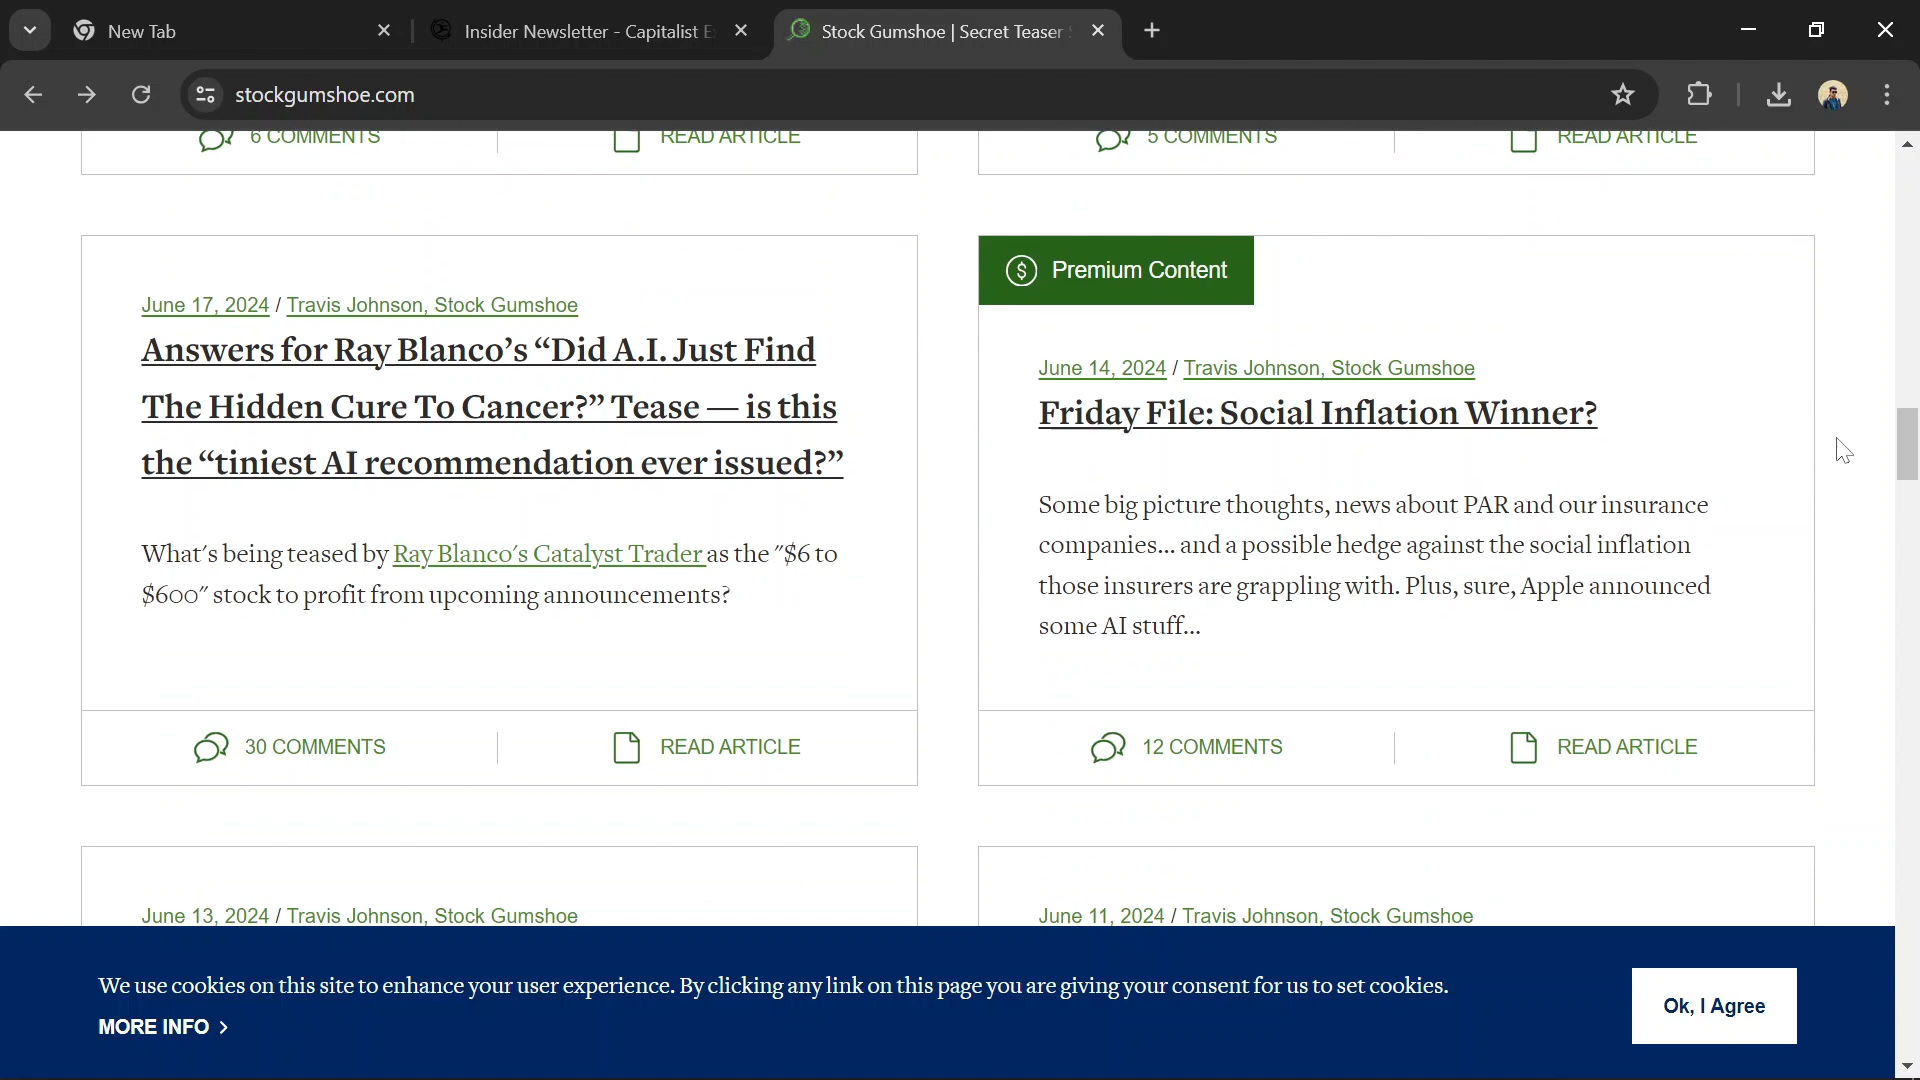 New Tab
Insider Newsletter - Capitalist E
Stock Gumshoe | Secret Teaser
stockgumshoe.com
6 COMMENTS
READ ARTICLE
5 COMMENTS
READ ARTICLE
June 17, 2024 / Travis Johnson, Stock Gumshoe
Answers for Ray Blanco’s “Did A.I. Just Find
The Hidden Cure To Cancer?” Tease — is this
the “tiniest AI recommendation ever issued?”
What's being teased by Ray Blanco's Catalyst Trader as the "$6 to
$600" stock to profit from upcoming announcements?
30 COMMENTS
READ ARTICLE
Premium Content
June 14, 2024 / Travis Johnson, Stock Gumshoe
Friday File: Social Inflation Winner?
Some big picture thoughts, news about PAR and our insurance
companies... and a possible hedge against the social inflation
those insurers are grappling with. Plus, sure, Apple announced
some AI stuff...
12 COMMENTS
READ ARTICLE
June 13, 2024 / Travis Johnson, Stock Gumshoe
June 11, 2024 / Travis Johnson, Stock Gumshoe
We use cookies on this site to enhance your user experience. By clicking any link on this page you are giving your consent for us to set cookies.
MORE INFO
Ok, I Agree